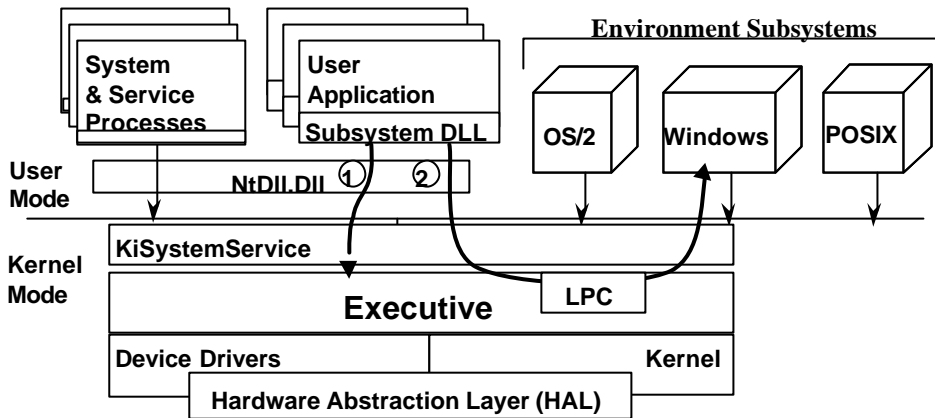 Environment Subsystems
System
& Service
Processes
User
Application
Subsystem DLL
OS/2
Windows
POSIX
User
Mode
NtDll.Dll
1
2
Kernel
Mode
KiSystemService
LPC
Executive
Device Drivers
Kernel
Hardware Abstraction Layer (HAL)